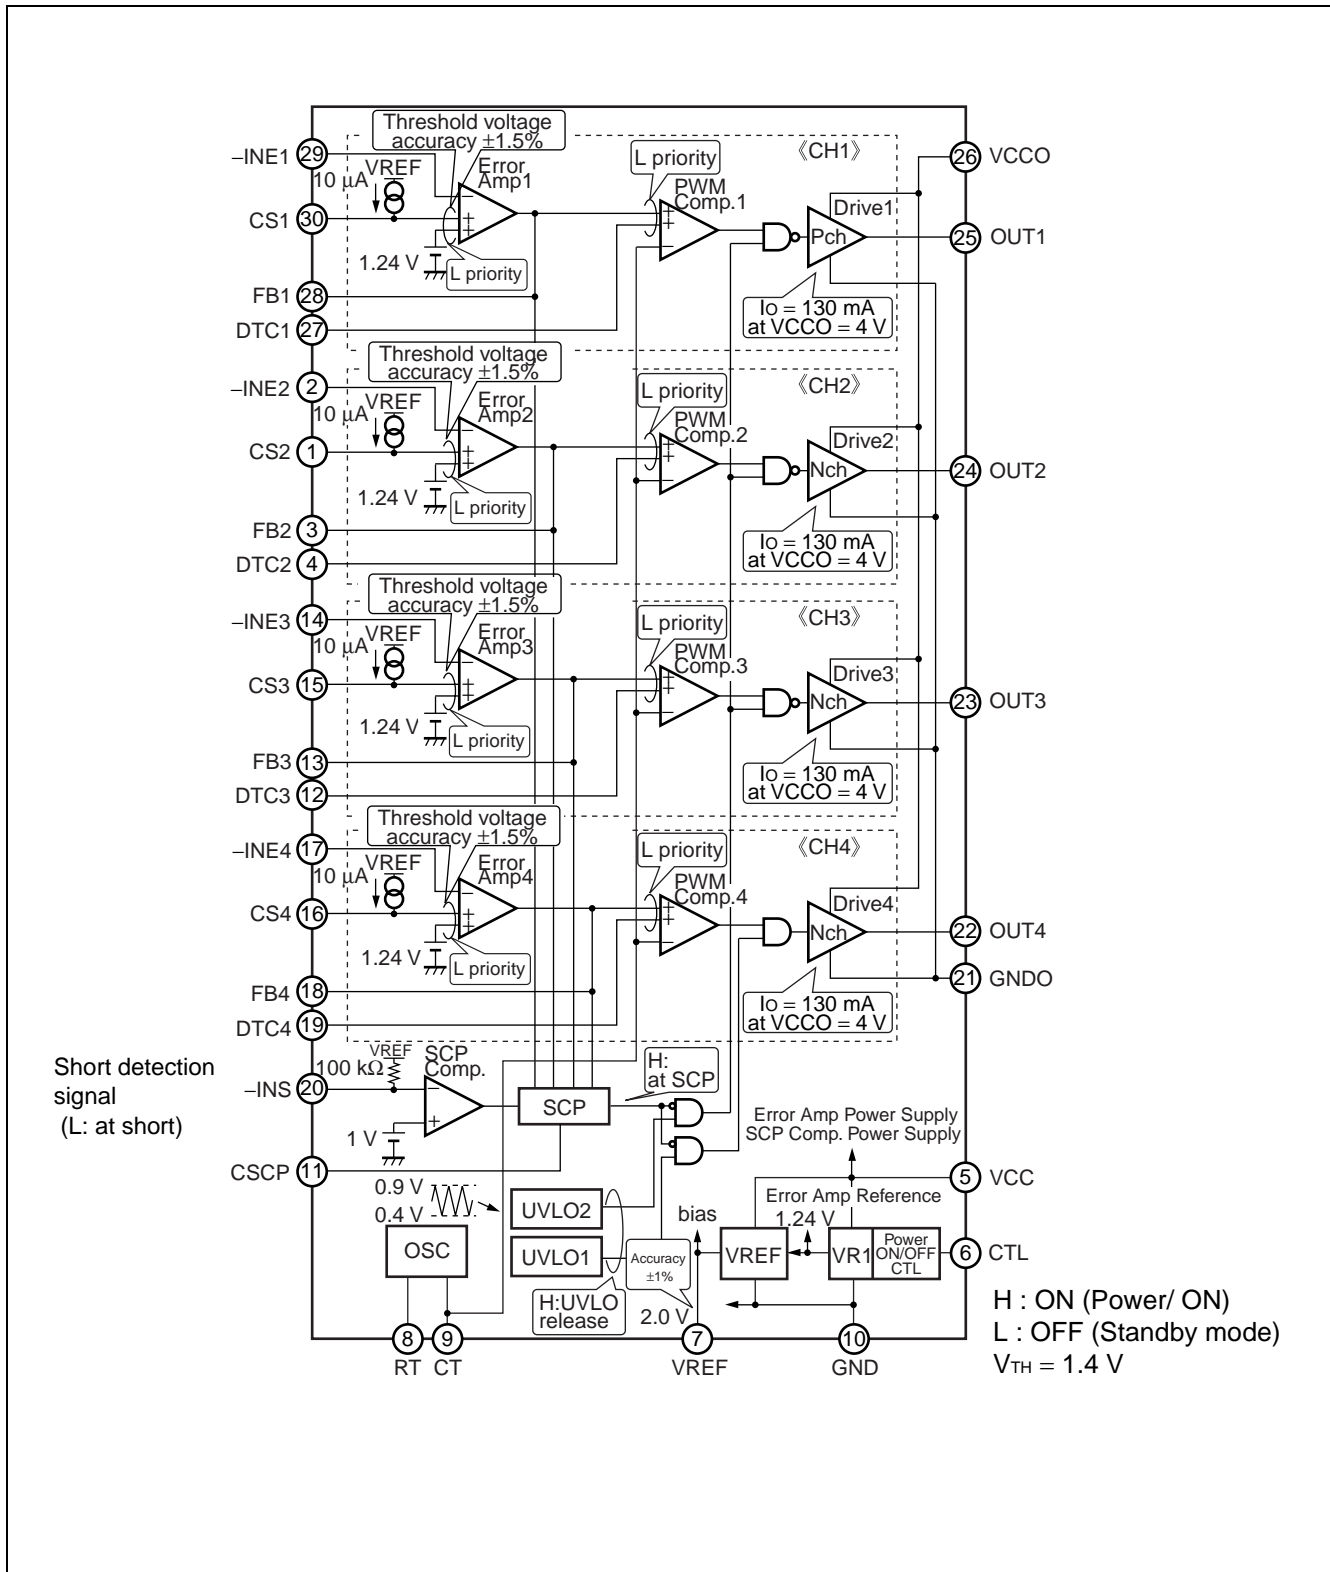 Threshold voltage
accuracy ±1.5%
–INE1 29
10 µA VREF
Error
Amp1
L priority
PWM
Comp.1
《CH1》
26 VCCO
CS1 30
Drive1
Pch
25 OUT1
1.24 V
L priority
IO = 130 mA
at VCCO = 4 V
FB1 28
DTC1 27
Threshold voltage
accuracy ±1.5%
–INE2 2
10 µA VREF
Error
Amp2
L priority
PWM
Comp.2
《CH2》
CS2 1
Drive2
Nch
24 OUT2
1.24 V
L priority
IO = 130 mA
at VCCO = 4 V
FB2 3
DTC2 4
Threshold voltage
accuracy ±1.5%
–INE3 14
10 µA VREF
Error
Amp3
L priority
PWM
Comp.3
《CH3》
CS3 15
Drive3
Nch
23 OUT3
1.24 V
L priority
IO = 130 mA
at VCCO = 4 V
FB3 13
DTC3 12
Threshold voltage
accuracy ±1.5%
–INE4 17
10 µA VREF
Error
Amp4
L priority
PWM
Comp.4
《CH4》
CS4 16
Drive4
Nch
22 OUT4
1.24 V
L priority
21 GNDO
IO = 130 mA
at VCCO = 4 V
FB4 18
DTC4 19
Short detection
signal
(L: at short)
–INS 20
100 kΩ
VREF
SCP
Comp.
1 V
SCP
H:
at SCP
CSCP 11
Error Amp Power Supply
SCP Comp. Power Supply
5 VCC
0.9 V
0.4 V
OSC
UVLO2
UVLO1
H:UVLO
release
Accuracy
±1%
bias
Error Amp Reference
1.24 V
VREF
VR1
Power
ON/OFF
CTL
6 CTL
2.0 V
H : ON (Power/ ON)
L : OFF (Standby mode)
VTH = 1.4 V
8
RT
9
CT
7
VREF
10
GND